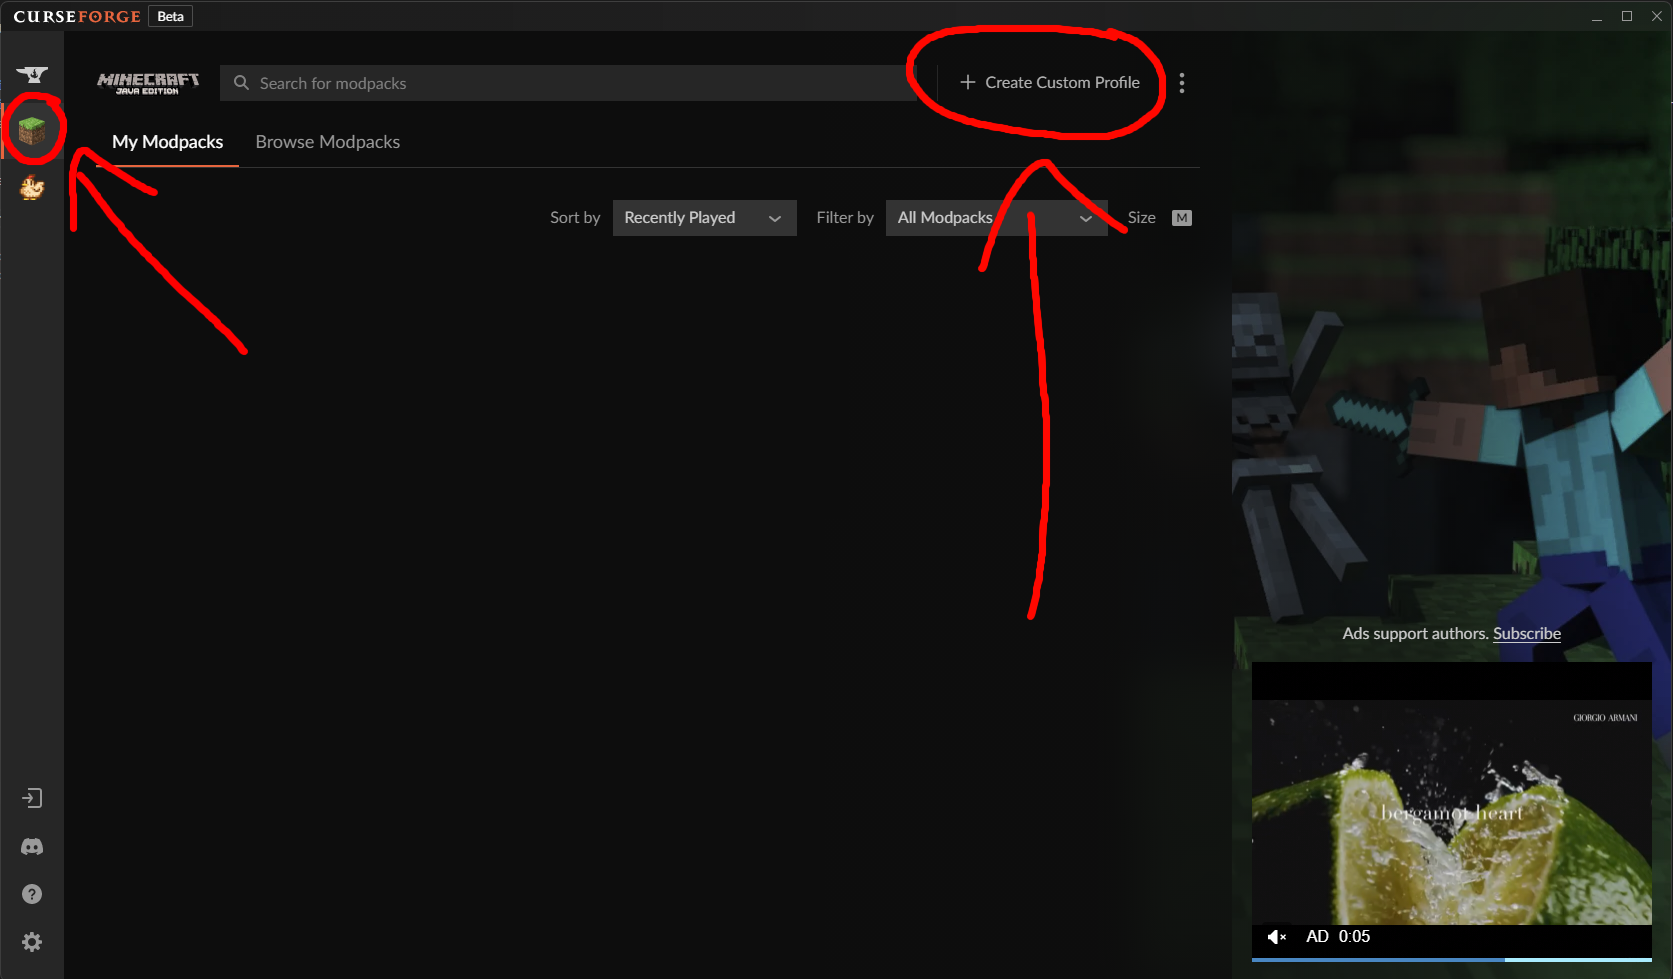 CURSEFORGE Beta
MINECRAFT
JAVA EDITION
Search for modpacks
+ Create Custom Profile
My Modpacks Browse Modpacks
Sort by Recently Played Filter by All Modpacks Size M
Ads support authors. Subscribe
GIORGIO ARMANI
bergamot heart
AD 0:05